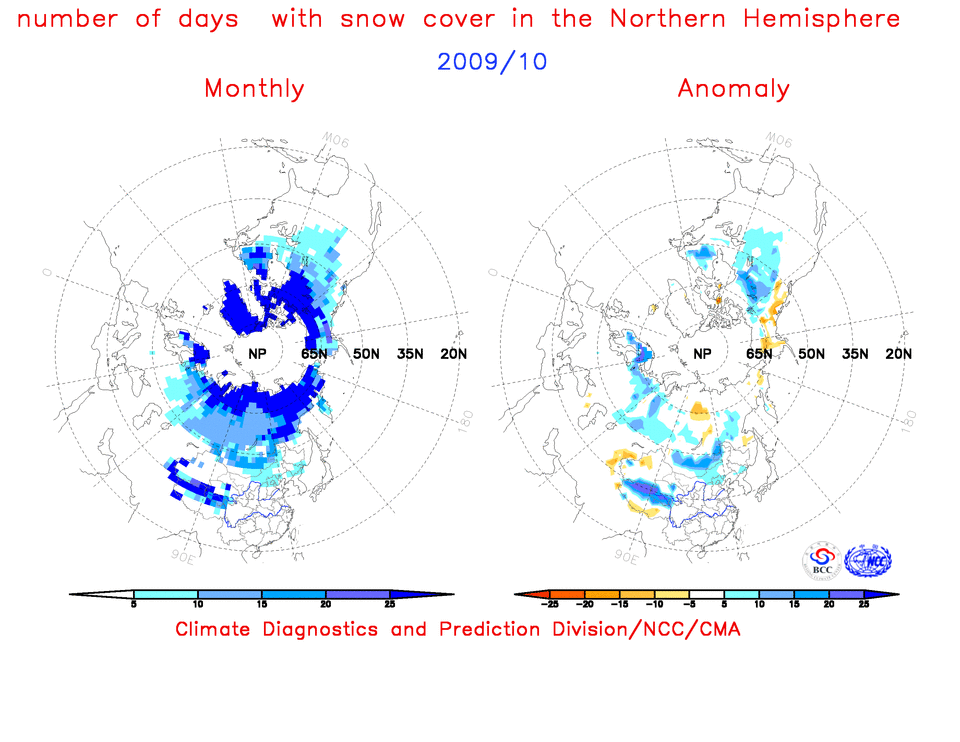 number of days with snow cover in the Northern Hemisphere
2009/10
Monthly Anomaly
90W 90W
0 0
NP 65N 50N 35N 20N NP 65N 50N 35N 20N
180 180
90E 90E
BCC NCC
5 10 15 20 25 -25 -20 -15 -10 -5 5 10 15 20 25
Climate Diagnostics and Prediction Division/NCC/CMA